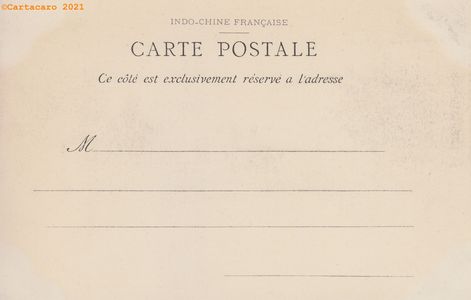 ©Cartacaro 2021
INDO-CHINE FRANÇAISE
CARTE POSTALE
Ce côté est exclusivement réservé a l'adresse
M